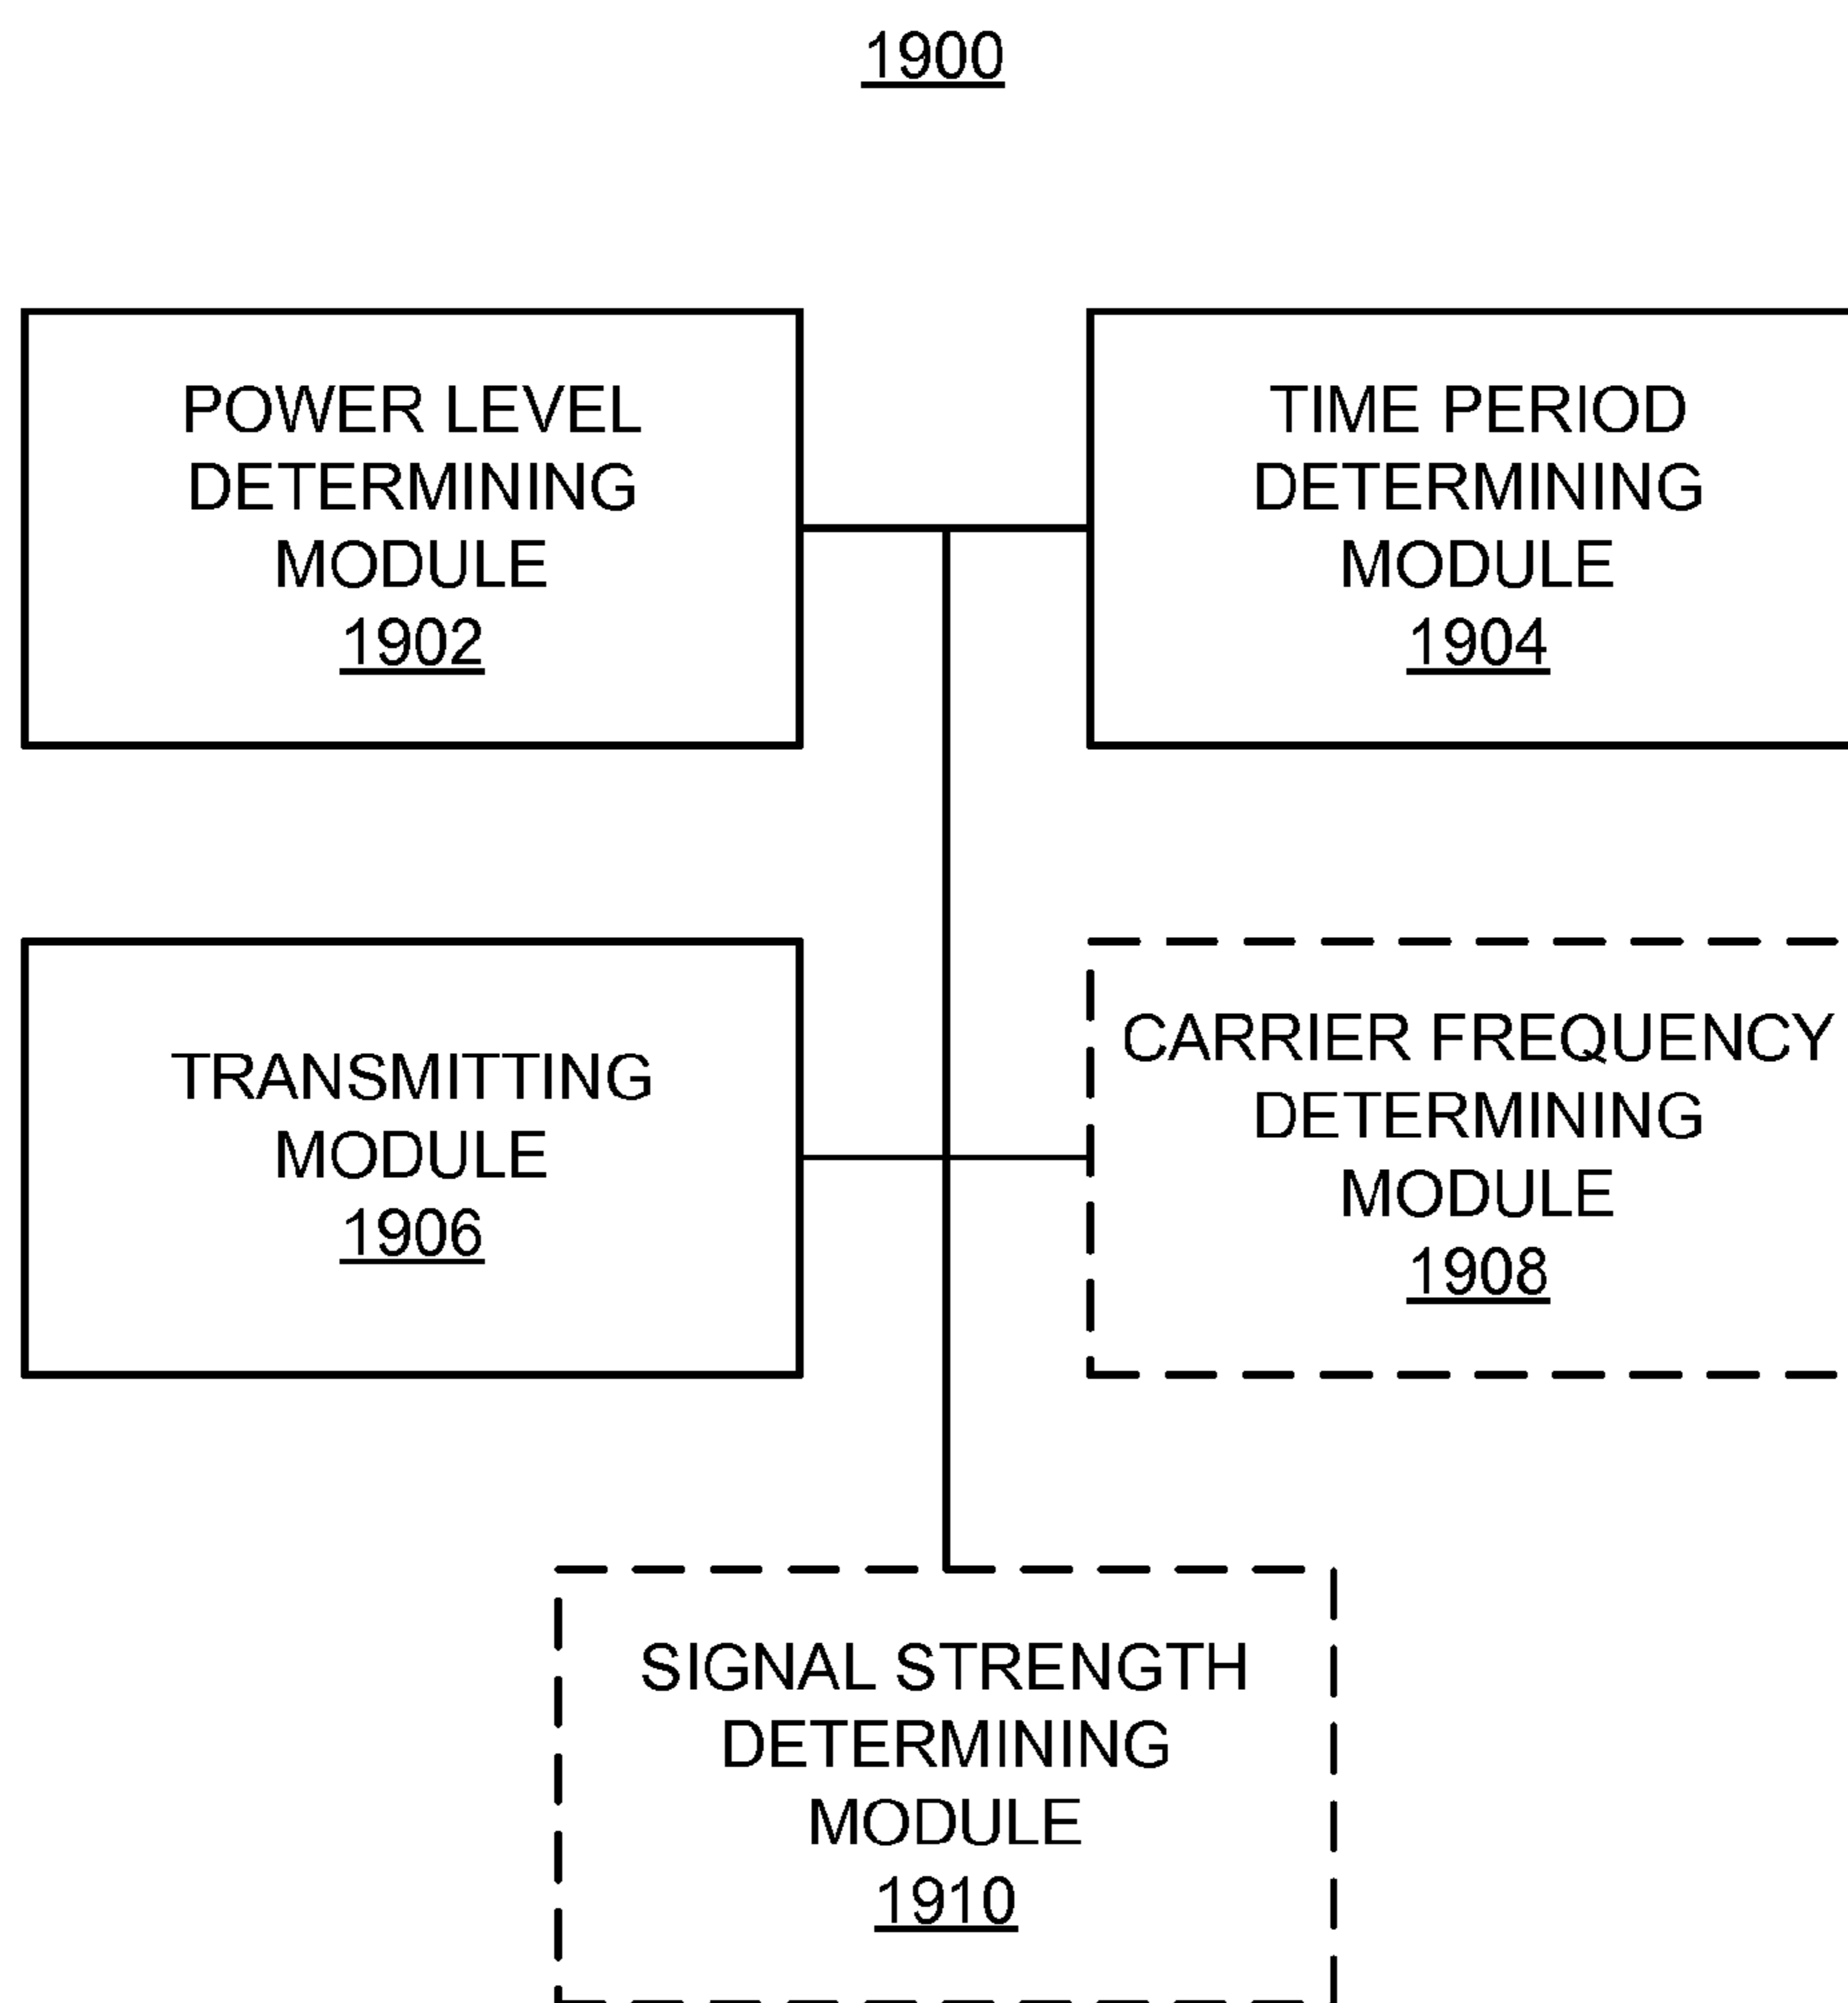 1900
POWER LEVEL
DETERMINING
MODULE
1902
TIME PERIOD
DETERMINING
MODULE
1904
TRANSMITTING
MODULE
1906
CARRIER FREQUENCY
DETERMINING
MODULE
1908
SIGNAL STRENGTH
DETERMINING
MODULE
1910